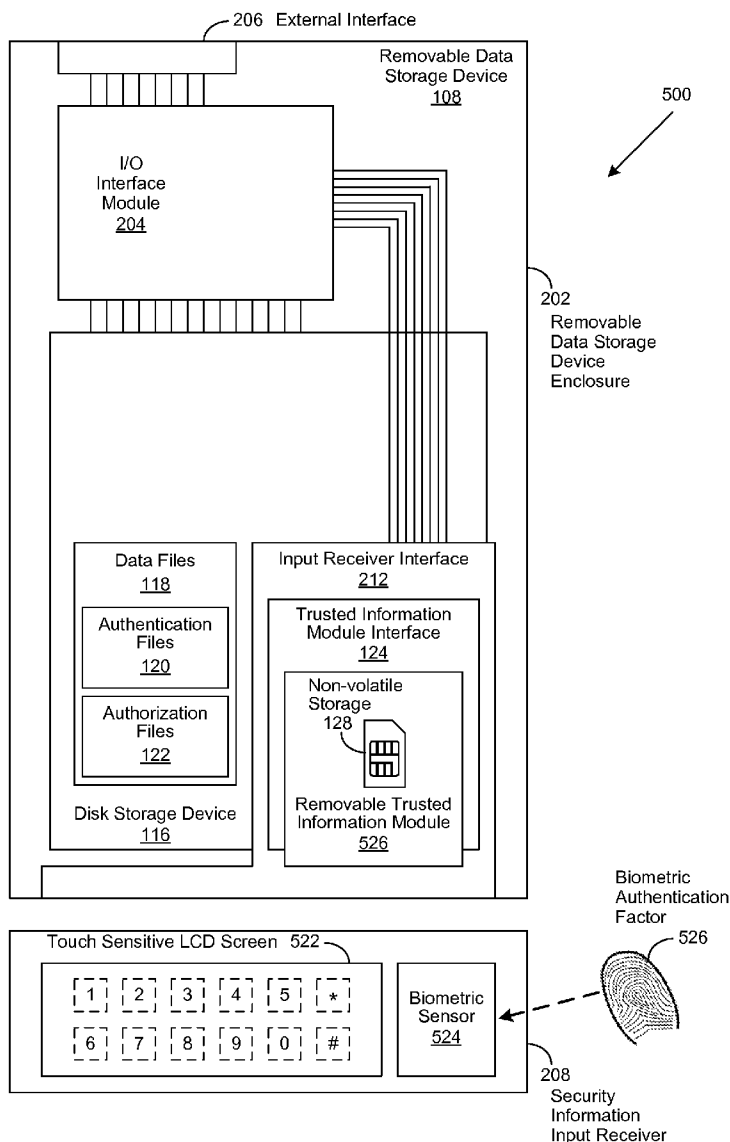 206 External Interface
Removable Data
Storage Device
108
500
I/O
Interface
Module
204
202
Removable
Data Storage
Device
Enclosure
Data Files
118
Authentication
Files
120
Authorization
Files
122
Disk Storage Device
116
Input Receiver Interface
212
Trusted Information
Module Interface
124
Non-volatile
Storage
128
Removable Trusted
Information Module
526
Biometric
Authentication
Factor
526
Touch Sensitive LCD Screen 522
1 2 3 4 5 *
6 7 8 9 0 #
Biometric
Sensor
524
208
Security
Information
Input Receiver